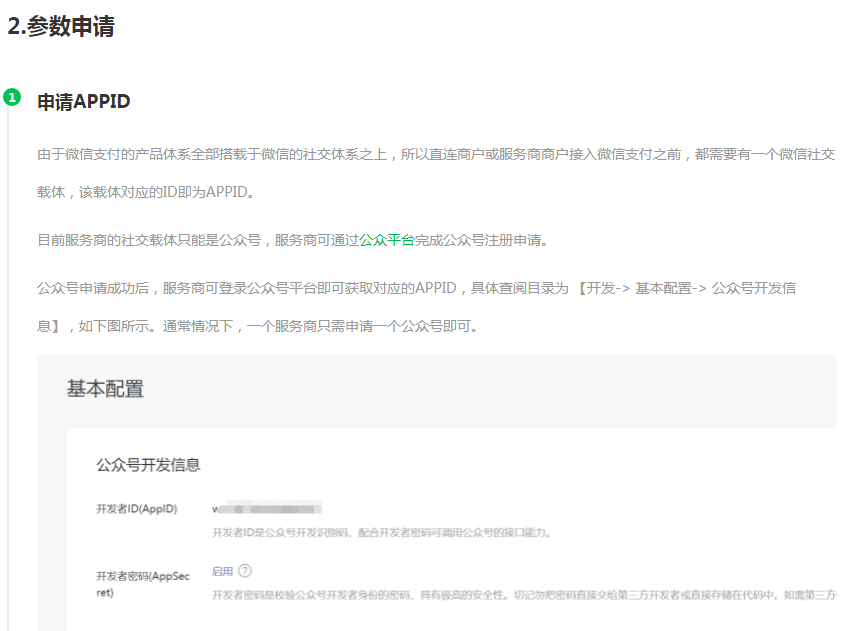 2.参数申请
1
申请APPID
由于微信支付的产品体系全部搭载于微信的社交体系之上，所以直连商户或服务商商户接入微信支付之前，都需要有一个微信社交
载体，该载体对应的ID即为APPID。
目前服务商的社交载体只能是公众号，服务商可通过公众平台完成公众号注册申请。
公众号申请成功后，服务商可登录公众号平台即可获取对应的APPID，具体查阅目录为 【开发-> 基本配置-> 公众号开发信
息】，如下图所示。通常情况下，一个服务商只需申请一个公众号即可。
基本配置
公众号开发信息
开发者ID(AppID)
开发者ID是公众号开发识别码，配合开发者密码可调用公众号的接口能力。
开发者密码(AppSec
ret)
启用 ?
开发者密码是校验公众号开发者身份的密码，具有极高的安全性。切记勿把密码直接交给第三方开发者或直接存储在代码中。如需第三方